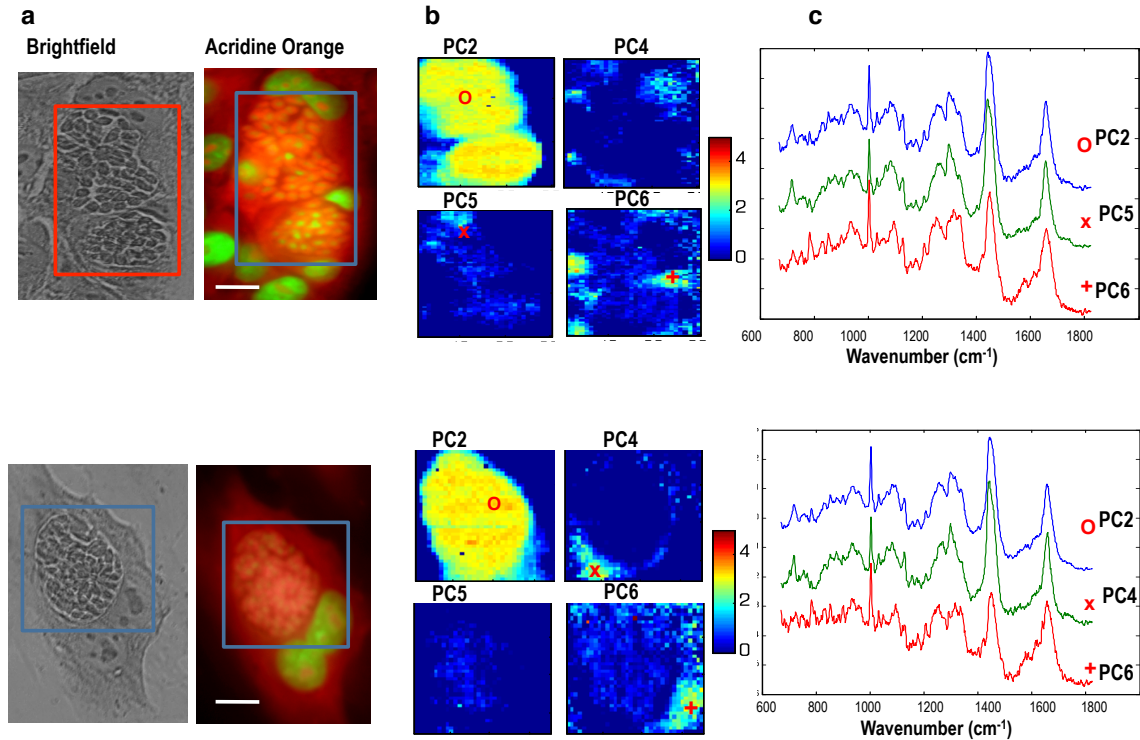 a
b
c
Brightfield
Acridine Orange
PC2
PC4
PC5
PC6
4
2
0
O
x
+
O PC2
x PC5
+ PC6
600 800 1000 1200 1400 1600 1800
Wavenumber (cm-1)
PC2
PC4
PC5
PC6
4
2
0
O
x
+
O PC2
x PC4
+ PC6
600 800 1000 1200 1400 1600 1800
Wavenumber (cm-1)